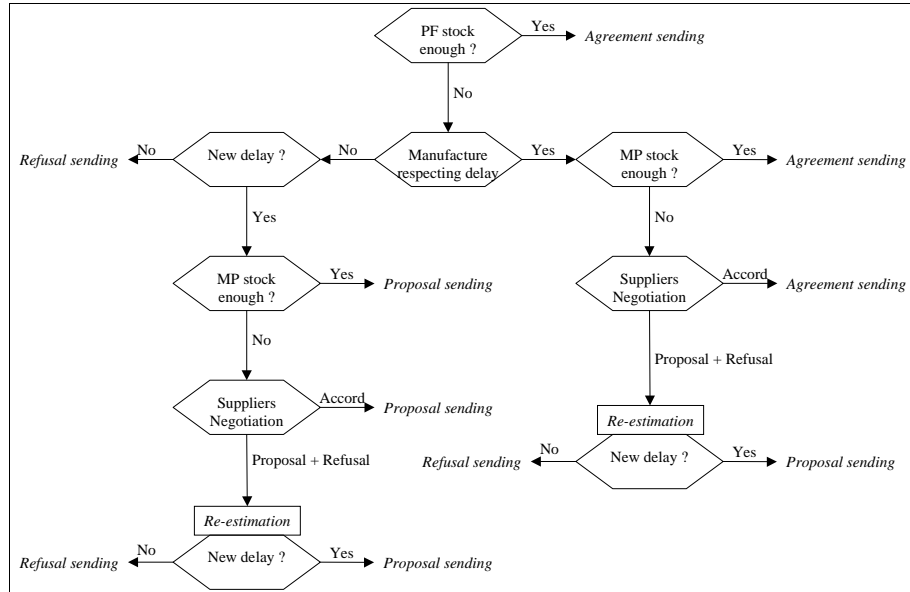 PF stock
enough ?
Yes
Agreement sending
No
Refusal sending
No
New delay ?
No
Manufacture
respecting delay
Yes
MP stock
enough ?
Yes
Agreement sending
Yes
No
MP stock
enough ?
Yes
Proposal sending
Suppliers
Negotiation
Accord
Agreement sending
No
Proposal + Refusal
Suppliers
Negotiation
Accord
Proposal sending
Re-estimation
Refusal sending
No
New delay ?
Yes
Proposal sending
Proposal + Refusal
Re-estimation
Refusal sending
No
New delay ?
Yes
Proposal sending